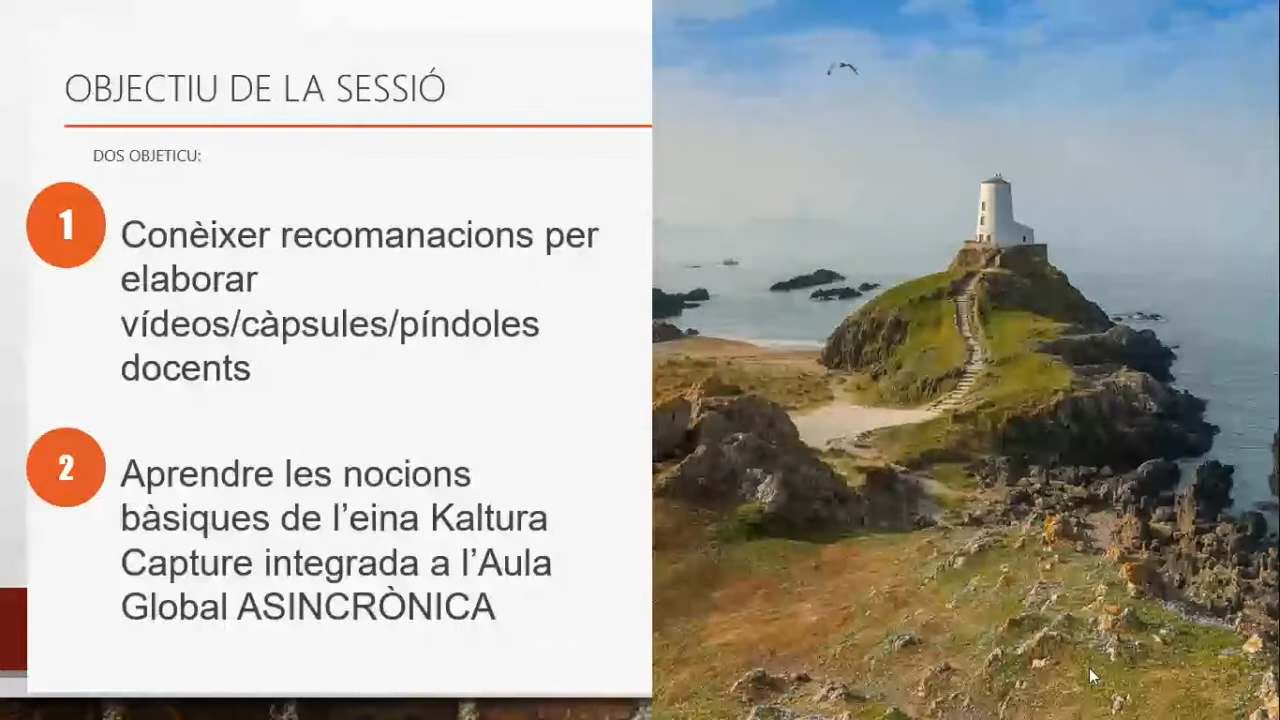 OBJECTIU DE LA SESSIÓ
DOS OBJETICU:
1
Conèixer recomanacions per
elaborar
vídeos/càpsules/píndoles
docents
2
Aprendre les nocions
bàsiques de l’eina Kaltura
Capture integrada a l’Aula
Global ASINCRÒNICA